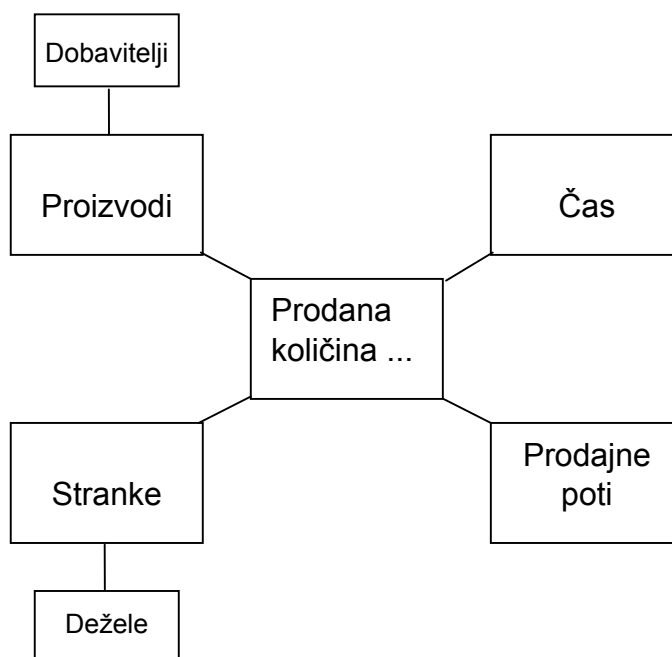 Dobavitelji
Proizvodi
Čas
Prodana
količina ...
Stranke
Prodajne
poti
Dežele